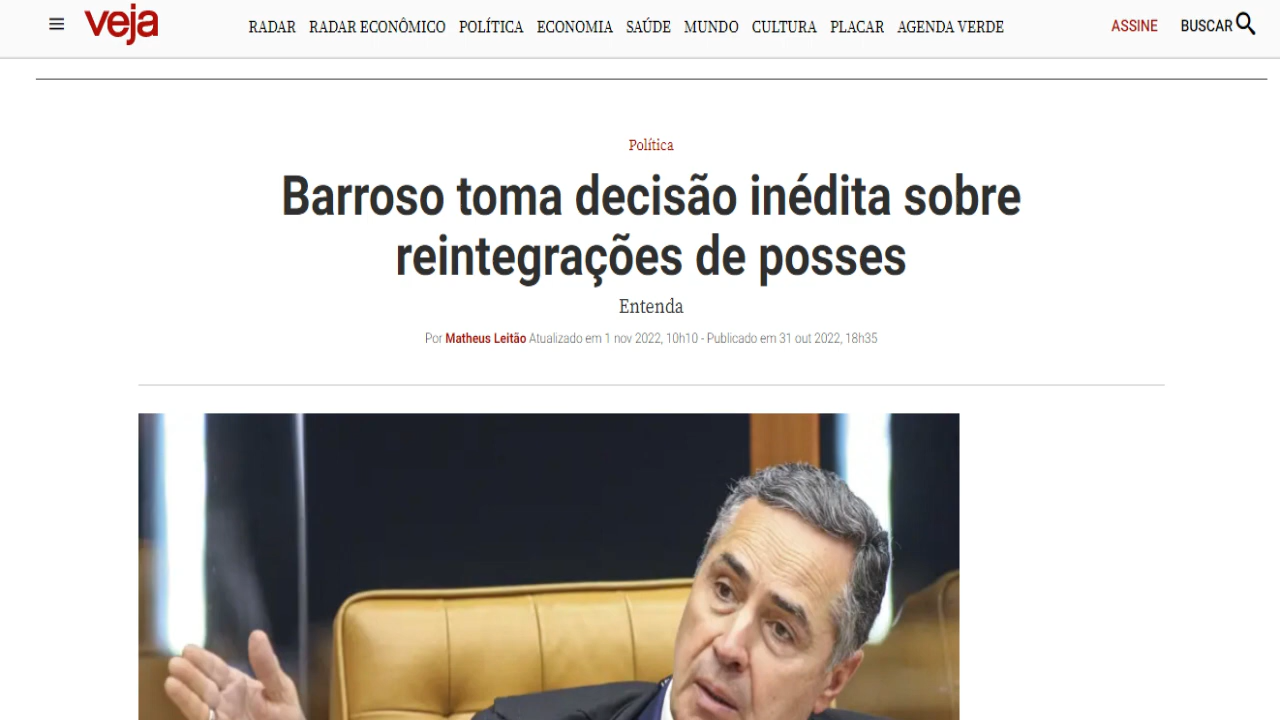 veja
RADAR RADAR ECONÔMICO POLÍTICA ECONOMIA SAÚDE MUNDO CULTURA PLACAR AGENDA VERDE
ASSINE BUSCAR
Política
Barroso toma decisão inédita sobre
reintegrações de posses
Entenda
Por Matheus Leitão Atualizado em 1 nov 2022, 10h10 - Publicado em 31 out 2022, 18h35